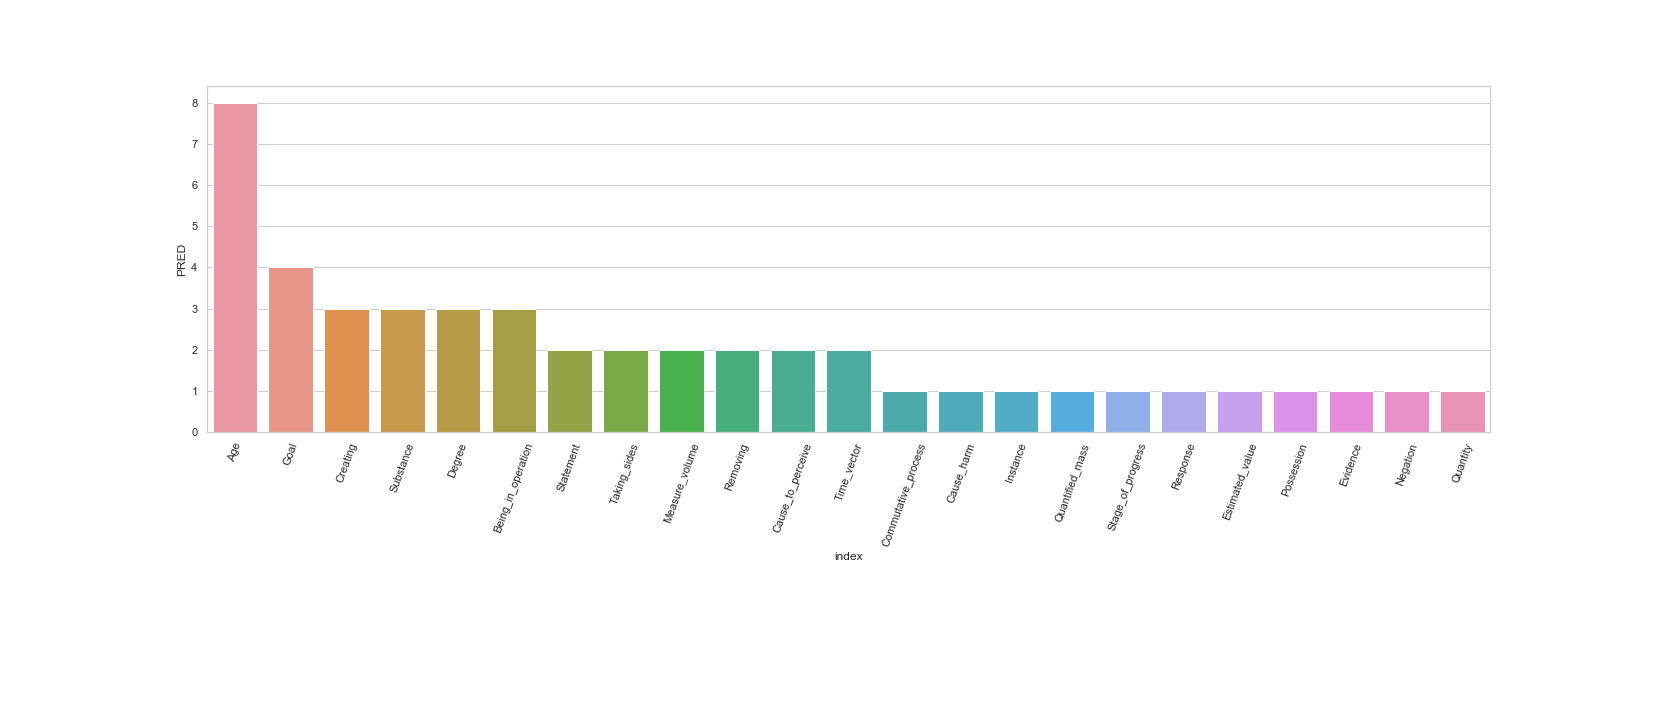 8
7
6
5
4
3
2
1
0
PRED
Age
Goal
Creating
Substance
Degree
Being_in_operation
Statement
Taking_sides
Measure_volume
Removing
Cause_to_perceive
Time_vector
Commutative_process
Cause_harm
Instance
Quantified_mass
Stage_of_progress
Response
Estimated_value
Possession
Evidence
Negation
Quantity
index